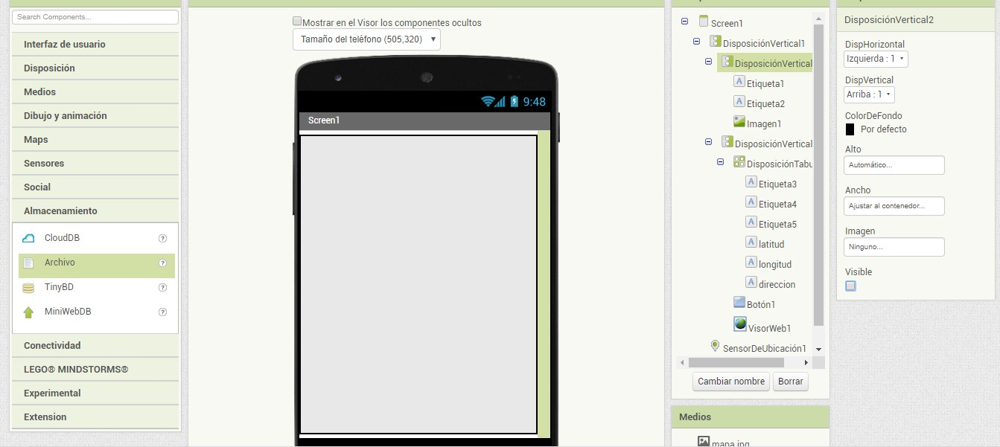 Search Components...
Interfaz de usuario
Disposición
Medios
Dibujo y animación
Maps
Sensores
Social
Almacenamiento
CloudDB
?
Archivo
?
TinyBD
?
MiniWebDB
?
Conectividad
LEGO® MINDSTORMS®
Experimental
Extension
Mostrar en el Visor los componentes ocultos
Tamaño del teléfono (505,320)
9:48
Screen1
Screen1
DisposiciónVertical1
DisposiciónVertical
Etiqueta1
Etiqueta2
Imagen1
DisposiciónVertical
DisposiciónTabu
Etiqueta3
Etiqueta4
Etiqueta5
latitud
longitud
direccion
Botón1
VisorWeb1
SensorDeUbicación1
Cambiar nombre
Borrar
Medios
mapa.jpg
DisposiciónVertical2
DispHorizontal
Izquierda : 1
DispVertical
Arriba : 1
ColorDeFondo
Por defecto
Alto
Automático...
Ancho
Ajustar al contenedor...
Imagen
Ninguno...
Visible